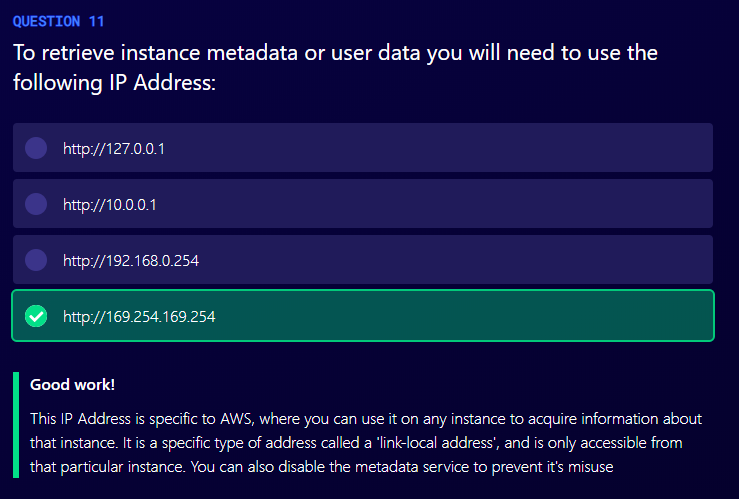 QUESTION 11
To retrieve instance metadata or user data you will need to use the
following IP Address:
http://127.0.0.1
http://10.0.0.1
http://192.168.0.254
http://169.254.169.254
Good work!
This IP Address is specific to AWS, where you can use it on any instance to acquire information about
that instance. It is a specific type of address called a 'link-local address', and is only accessible from
that particular instance. You can also disable the metadata service to prevent it's misuse